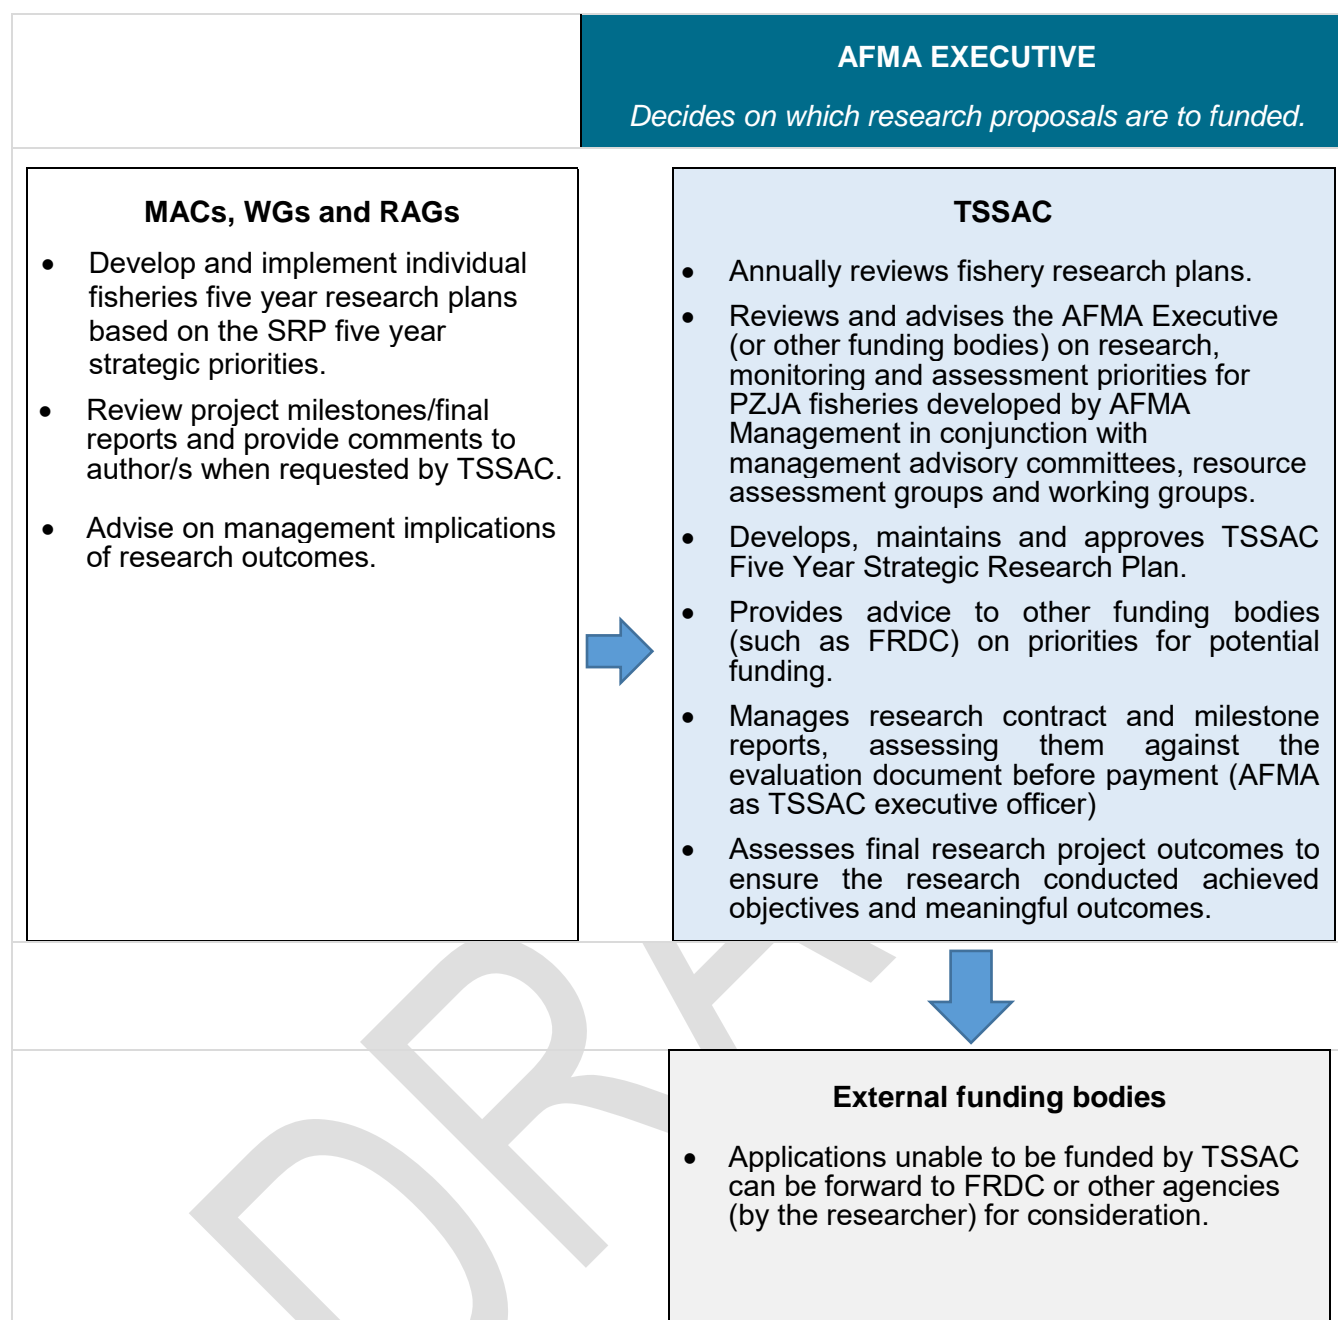 AFMA EXECUTIVE
Decides on which research proposals are to funded.
MACs, WGs and RAGs
• Develop and implement individual
fisheries five year research plans
based on the SRP five year
strategic priorities.
• Review project milestones/final
reports and provide comments to
author/s when requested by TSSAC.
• Advise on management implications
of research outcomes.
TSSAC
• Annually reviews fishery research plans.
• Reviews and advises the AFMA Executive
(or other funding bodies) on research,
monitoring and assessment priorities for
PZJA fisheries developed by AFMA
Management in conjunction with
management advisory committees, resource
assessment groups and working groups.
• Develops, maintains and approves TSSAC
Five Year Strategic Research Plan.
• Provides advice to other funding bodies
(such as FRDC) on priorities for potential
funding.
• Manages research contract and milestone
reports, assessing them against the
evaluation document before payment (AFMA
as TSSAC executive officer)
• Assesses final research project outcomes to
ensure the research conducted achieved
objectives and meaningful outcomes.
External funding bodies
• Applications unable to be funded by TSSAC
can be forward to FRDC or other agencies
(by the researcher) for consideration.
DRA